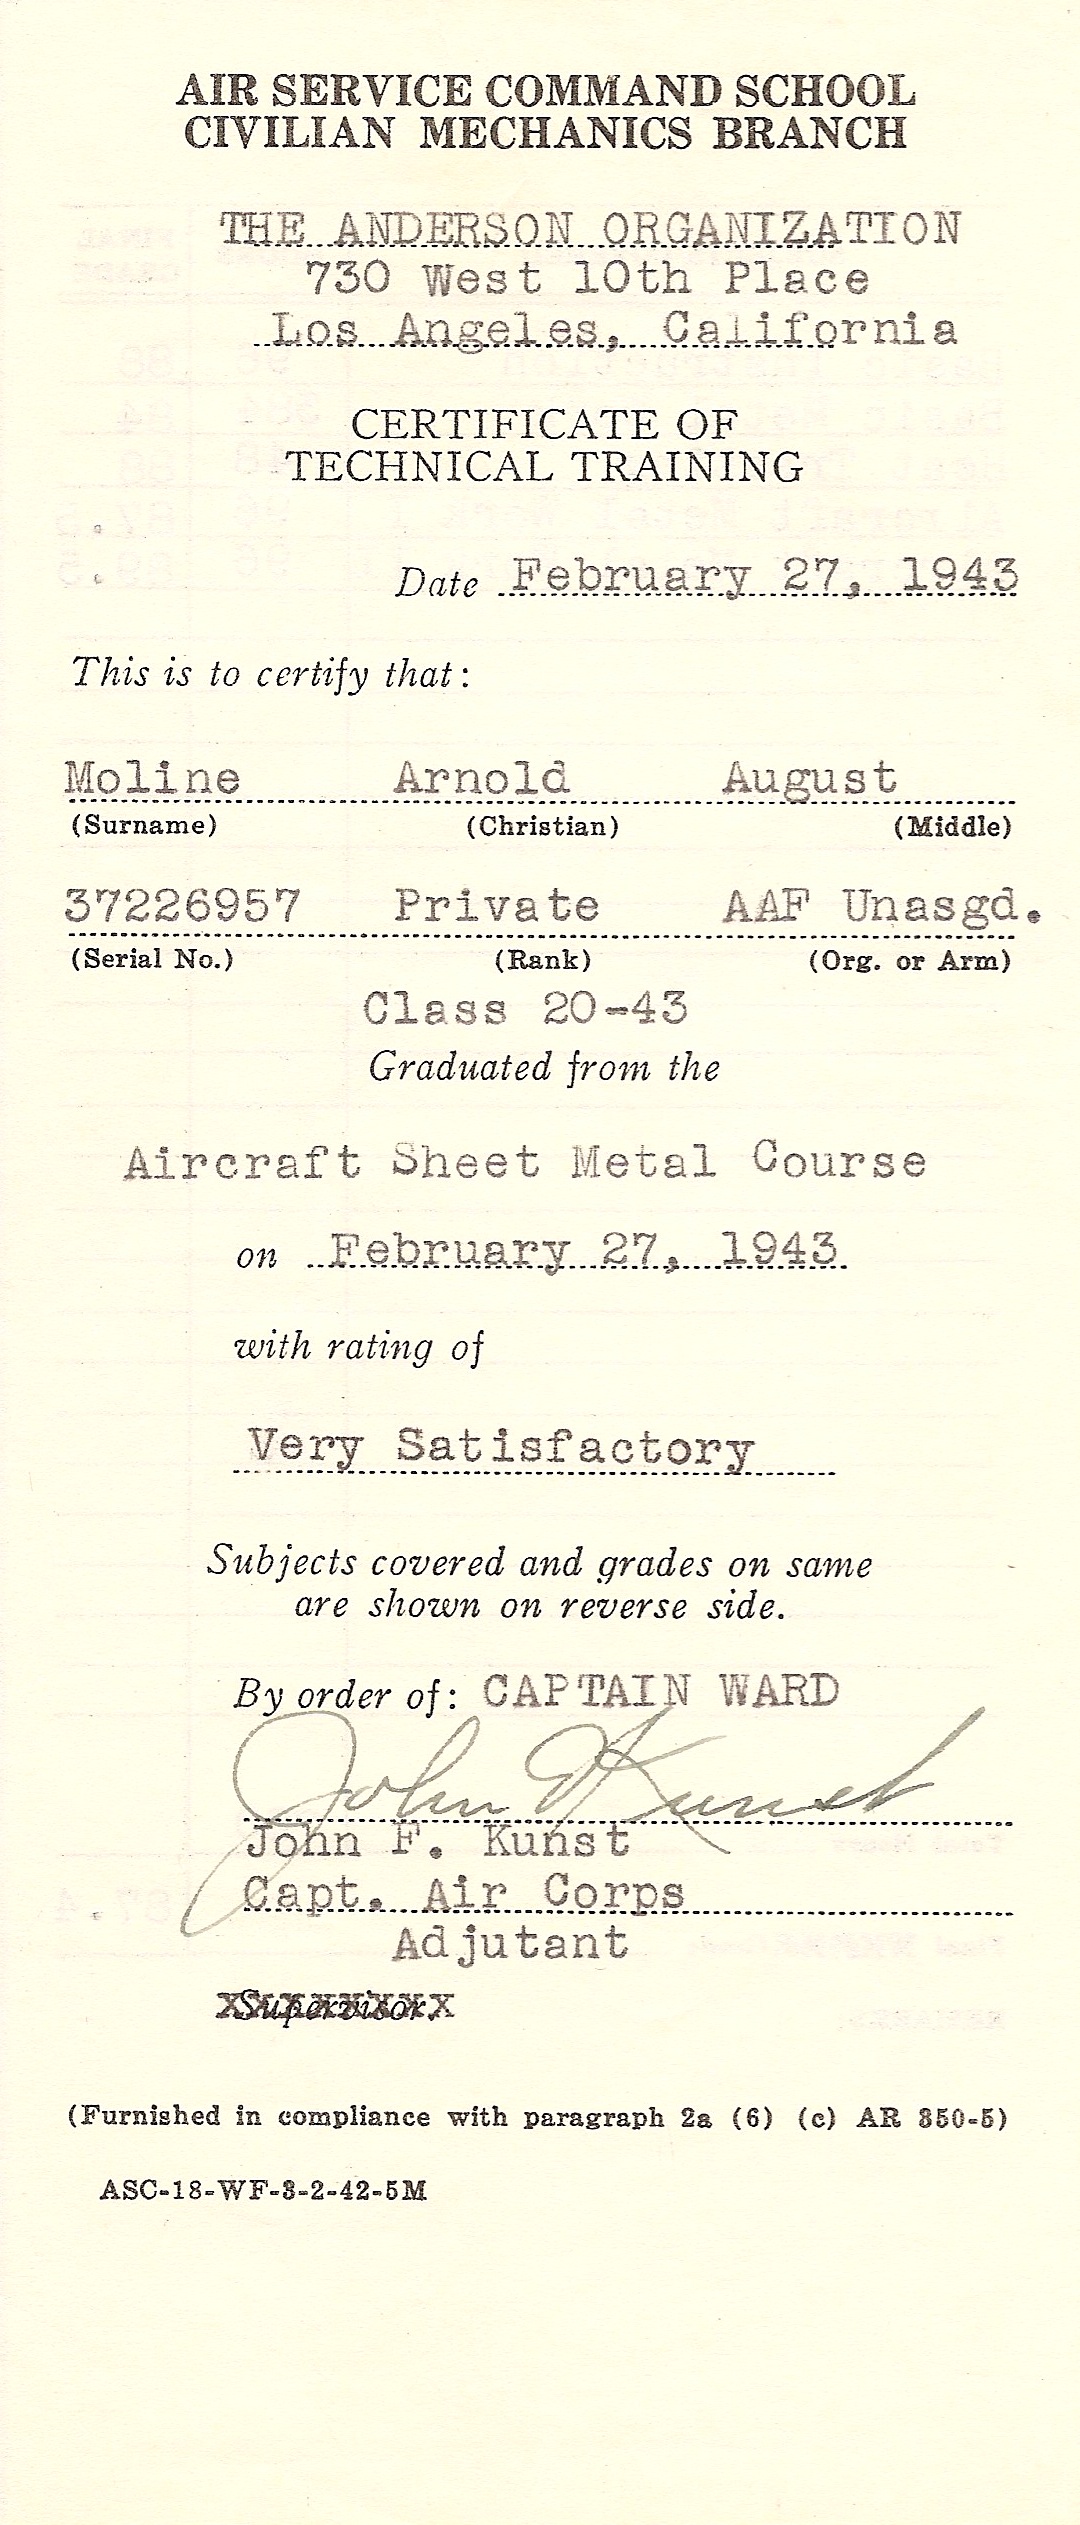 AIR SERVICE COMMAND SCHOOL
CIVILIAN MECHANICS BRANCH
THE ANDERSON ORGANIZATION
730 West 10th Place
Los Angeles, California
CERTIFICATE OF
TECHNICAL TRAINING
Date February 27, 1943
This is to certify that:
Moline Arnold August
(Surname) (Christian) (Middle)
37226957 Private AAF Unasgd.
(Serial No.) (Rank) (Org. or Arm)
Class 20-43
Graduated from the
Aircraft Sheet Metal Course
on February 27, 1943
with rating of
Very Satisfactory
Subjects covered and grades on same
are shown on reverse side.
By order of: CAPTAIN WARD
John F Kunst
John F. Kunst
Capt. Air Corps
Adjutant
Supervisor.
(Furnished in compliance with paragraph 2a (6) (c) AR 350-5)
ASC-18-WF-3-2-42-5M